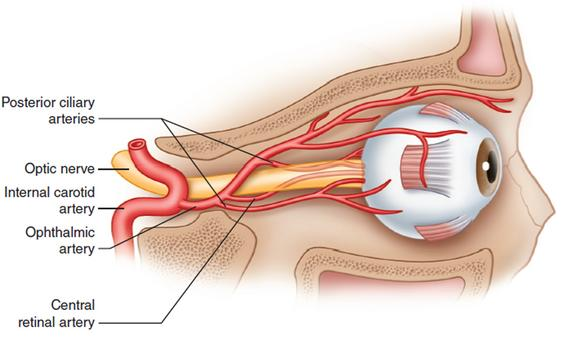 Posterior ciliary
arteries
Optic nerve
Internal carotid
artery
Ophthalmic
artery
Central
retinal artery